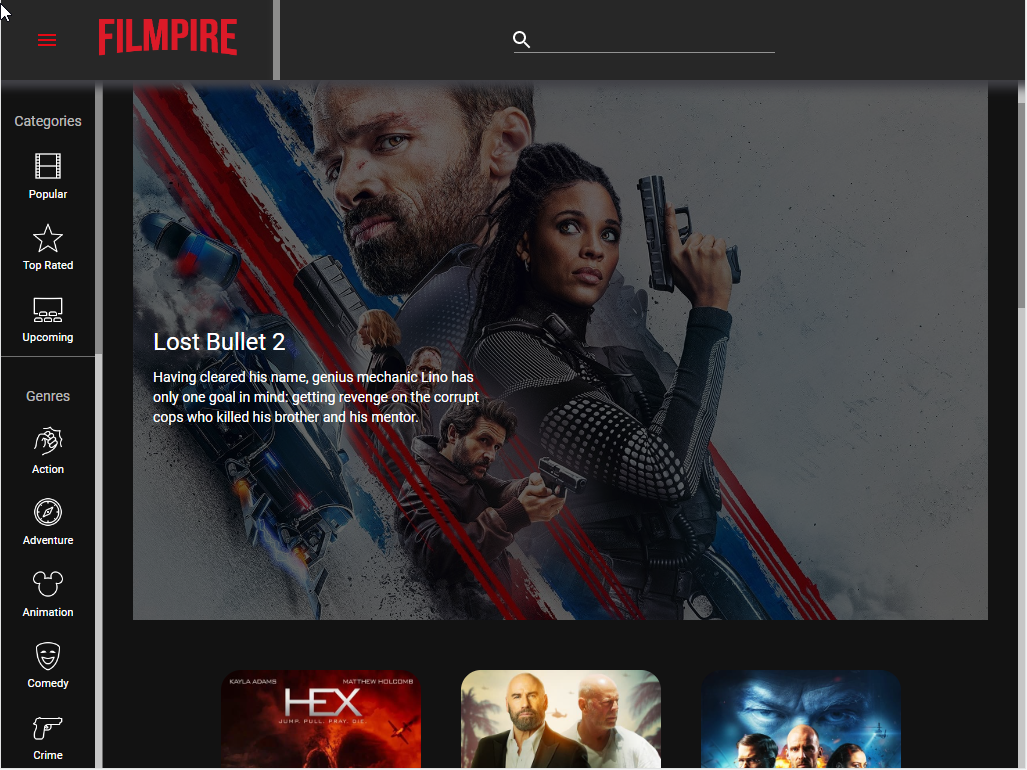 FILMPIRE
Categories
Popular
Top Rated
Upcoming
Genres
Action
Adventure
Animation
Comedy
Crime
Lost Bullet 2
Having cleared his name, genius mechanic Lino has
only one goal in mind: getting revenge on the corrupt
cops who killed his brother and his mentor.
KAYLA ADAMS MATTHEW HOLCOMB
HEX
JUMP. PULL. PRAY. DIE.